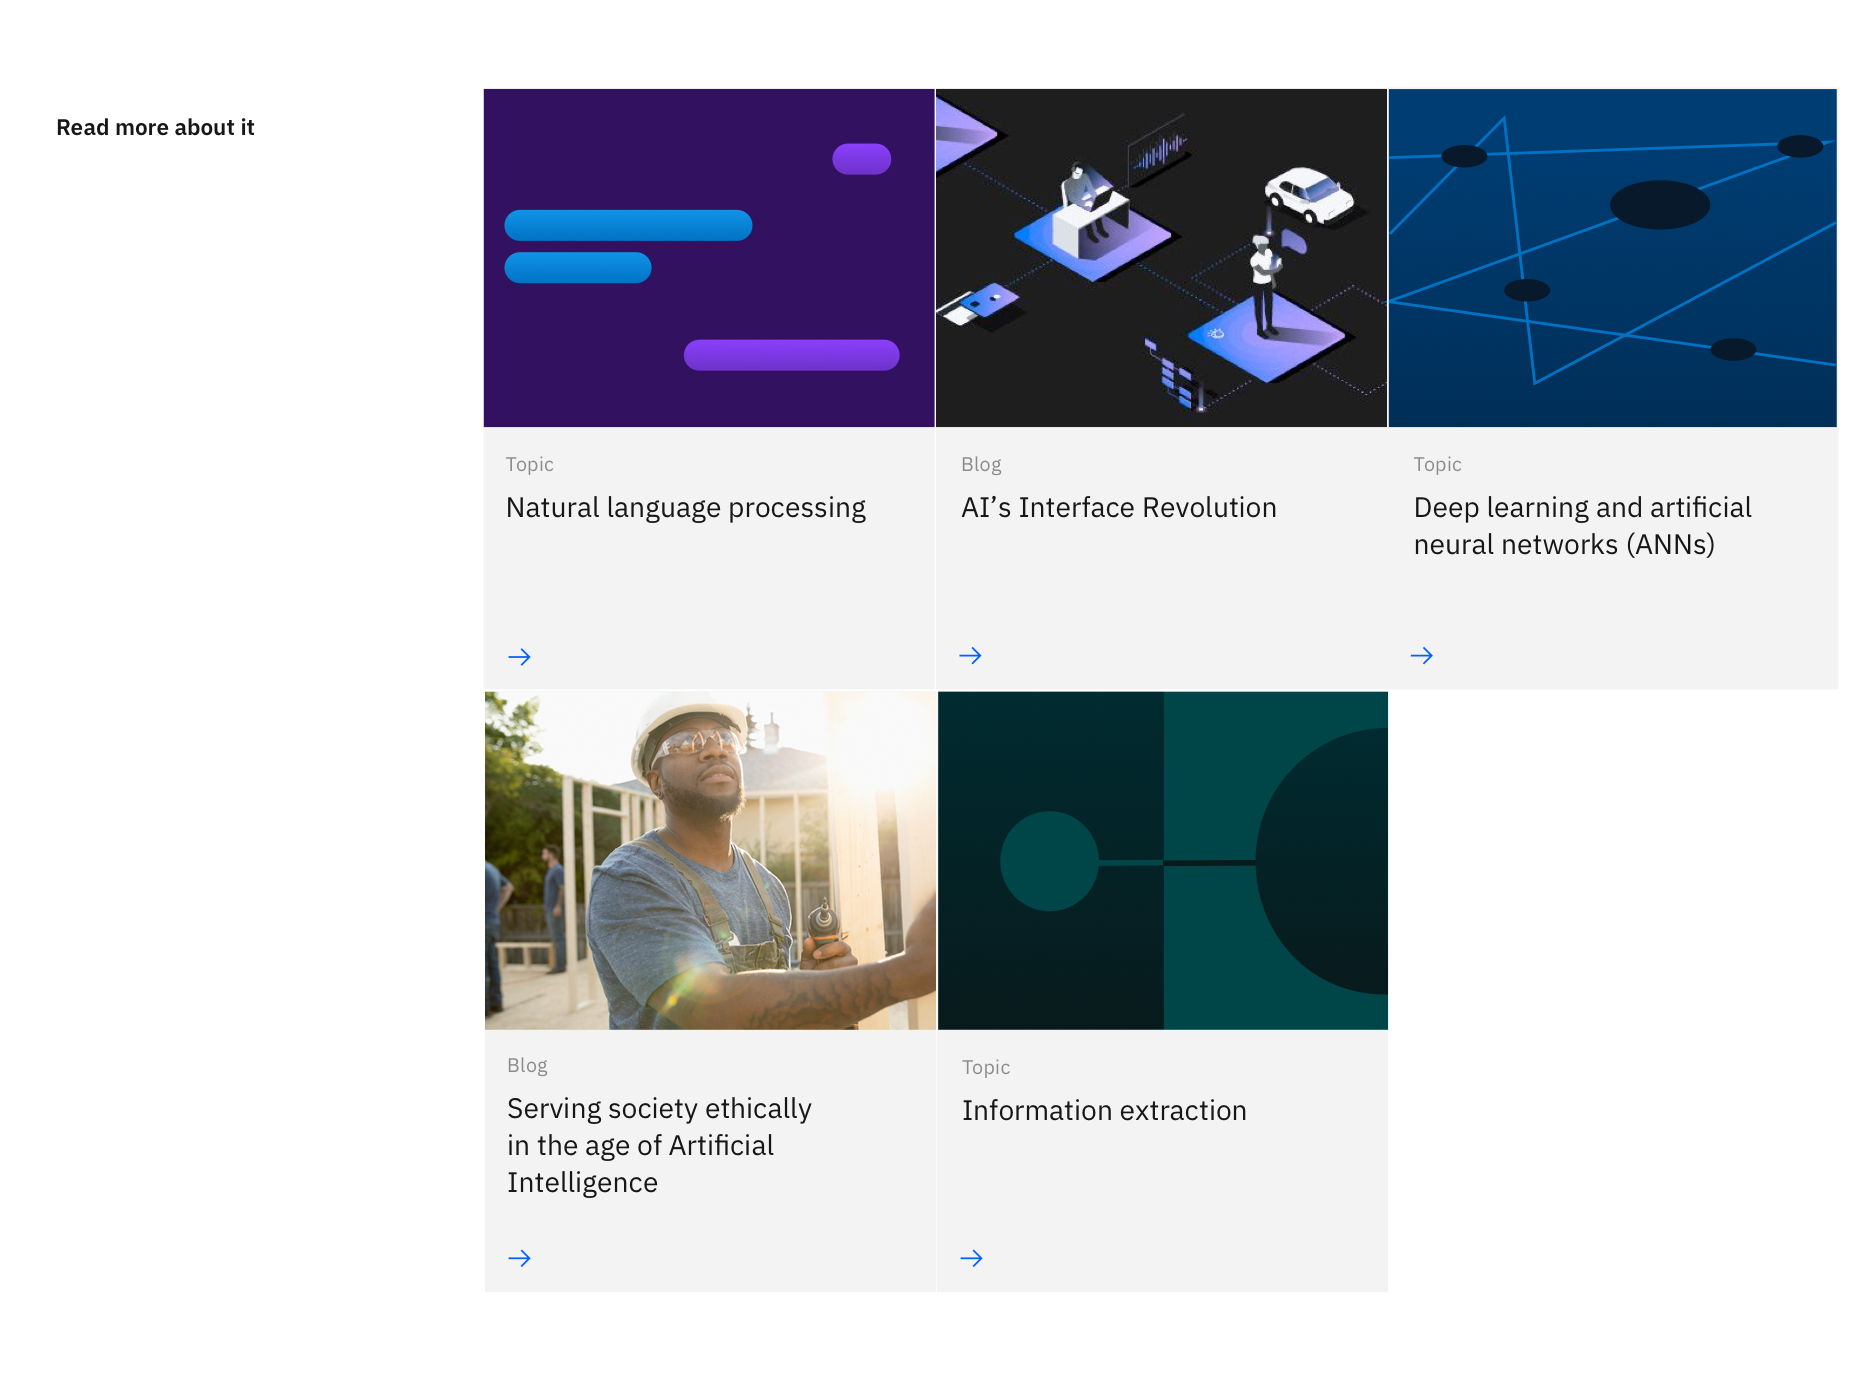 Read more about it
Topic
Natural language processing
Blog
AI’s Interface Revolution
Topic
Deep learning and artificial
neural networks (ANNs)
Blog
Serving society ethically
in the age of Artificial
Intelligence
Topic
Information extraction